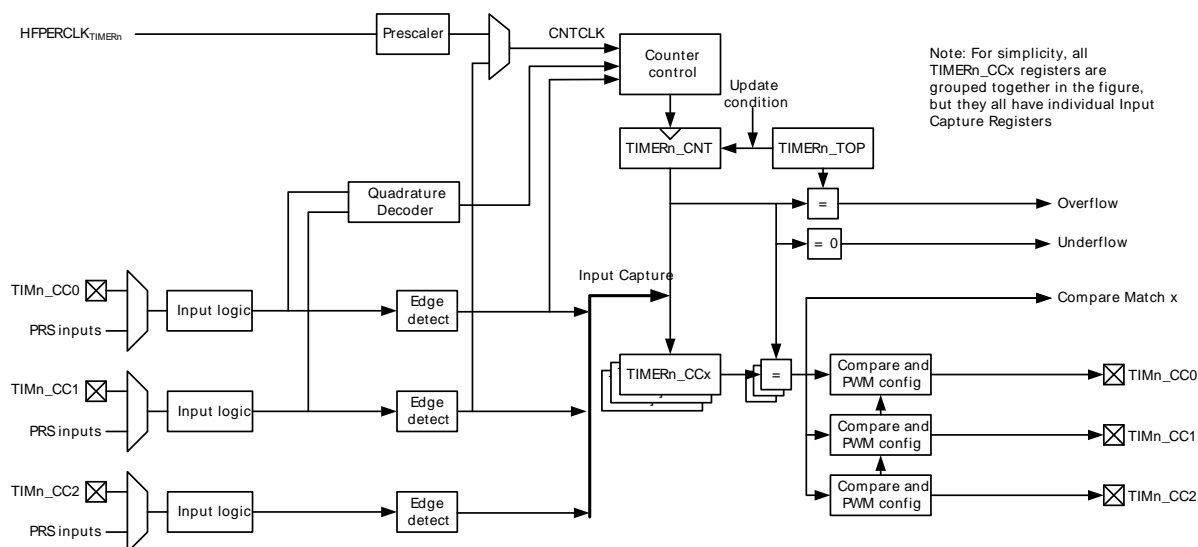 HFPERCLKTIMERn
Prescaler
CNTCLK
Counter
control
Note: For simplicity, all
TIMERn_CCx registers are
grouped together in the figure,
but they all have individual Input
Capture Registers
Update
condition
TIMERn_CNT
TIMERn_TOP
Quadrature
Decoder
=
Overflow
= 0
Underflow
Input Capture
TIMn_CC0
PRS inputs
Input logic
Edge
detect
Compare Match x
TIMERn_CCx
=
Compare and
PWM config
TIMn_CC0
TIMn_CC1
PRS inputs
Input logic
Edge
detect
Compare and
PWM config
TIMn_CC1
TIMn_CC2
PRS inputs
Input logic
Edge
detect
Compare and
PWM config
TIMn_CC2